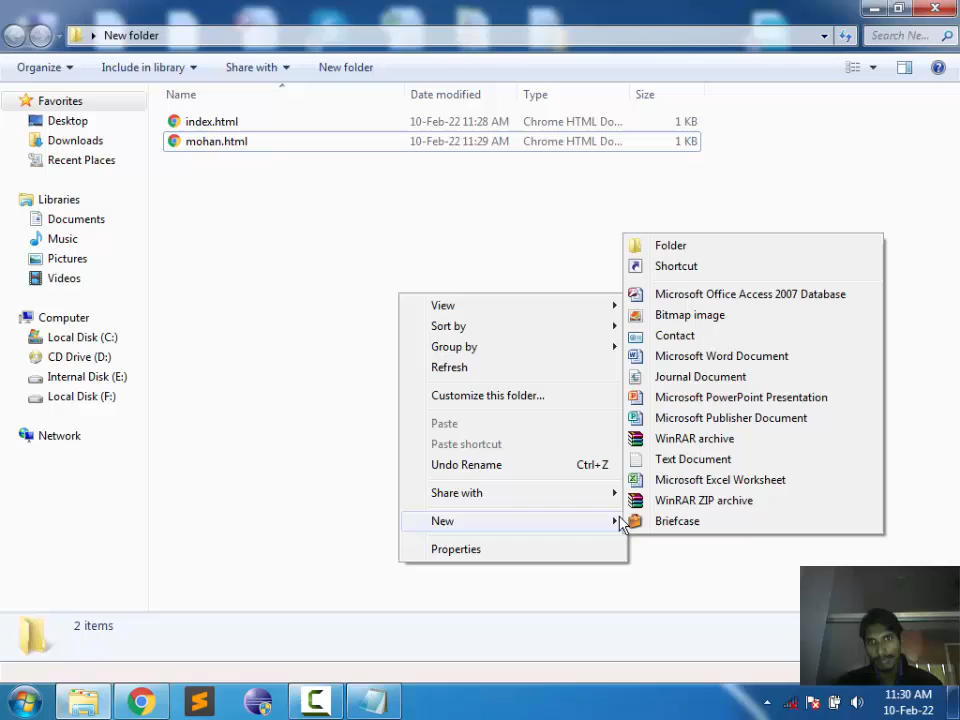 New folder
Search Ne...
Organize
Include in library
Share with
New folder
Name
Date modified
Type
Size
index.html
10-Feb-22 11:28 AM
Chrome HTML Do...
1 KB
mohan.html
10-Feb-22 11:29 AM
Chrome HTML Do...
1 KB
Favorites
Desktop
Downloads
Recent Places
Libraries
Documents
Music
Pictures
Videos
Computer
Local Disk (C:)
CD Drive (D:)
Internal Disk (E:)
Local Disk (F:)
Network
View
Sort by
Group by
Refresh
Customize this folder...
Paste
Paste shortcut
Undo Rename Ctrl+Z
Share with
New
Properties
Folder
Shortcut
Microsoft Office Access 2007 Database
Bitmap image
Contact
Microsoft Word Document
Journal Document
Microsoft PowerPoint Presentation
Microsoft Publisher Document
WinRAR archive
Text Document
Microsoft Excel Worksheet
WinRAR ZIP archive
Briefcase
2 items
11:30 AM
10-Feb-22